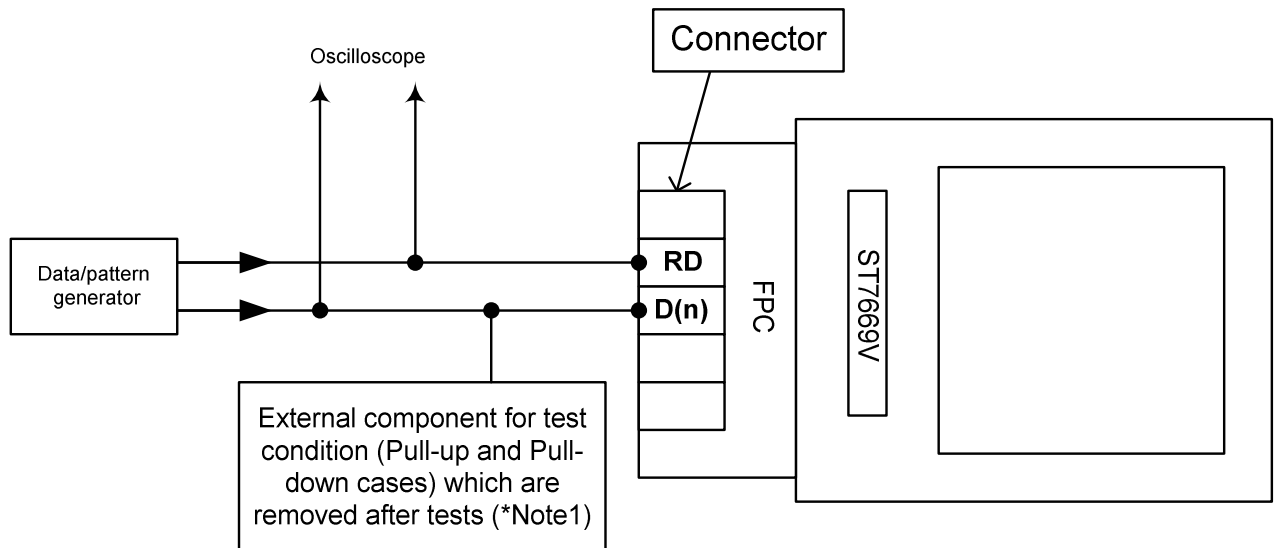 Oscilloscope
Connector
Data/pattern
generator
RD
D(n)
FPC
ST7669V
External component for test
condition (Pull-up and Pull-
down cases) which are
removed after tests (*Note1)